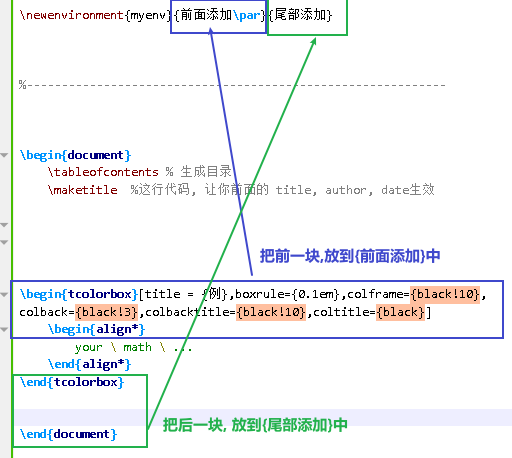 \newenvironment{myenv}{前面添加\par}{尾部添加}
%-----------------------------------------------------------
\begin{document}
\tableofcontents % 生成目录
\maketitle %这行代码, 让你前面的 title, author, date生效
把前一块,放到{前面添加}中
\begin{tcolorbox}[title = {例},boxrule={0.1em},colframe={black!10},
colback={black!3},colbacktitle={black!10},coltitle={black}]
\begin{align*}
your \ math \ ...
\end{align*}
\end{tcolorbox}
把后一块, 放到{尾部添加}中
\end{document}